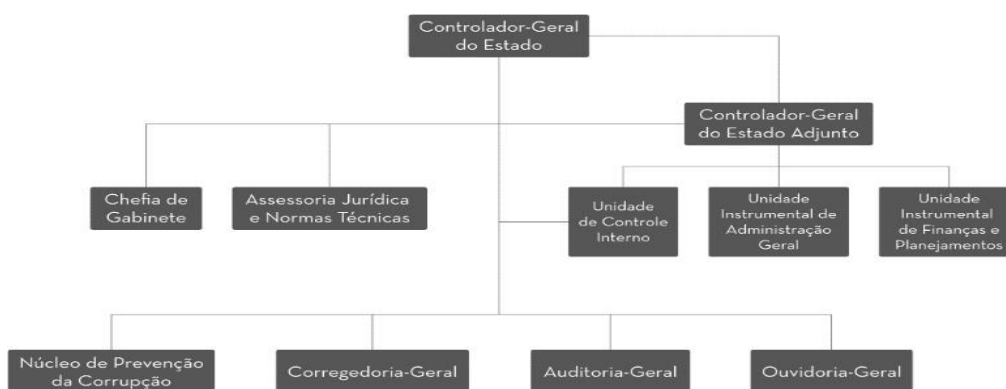 Controlador-Geral
do Estado
Controlador-Geral
do Estado Adjunto
Chefia de
Gabinete
Assessoria Jurídica
e Normas Técnicas
Unidade
de Controle
Interno
Unidade
Instrumental de
Administração
Geral
Unidade
Instrumental
de Finanças e
Planejamentos
Núcleo de Prevenção
da Corrupção
Corregedoria-Geral
Auditoria-Geral
Ouvidoria-Geral